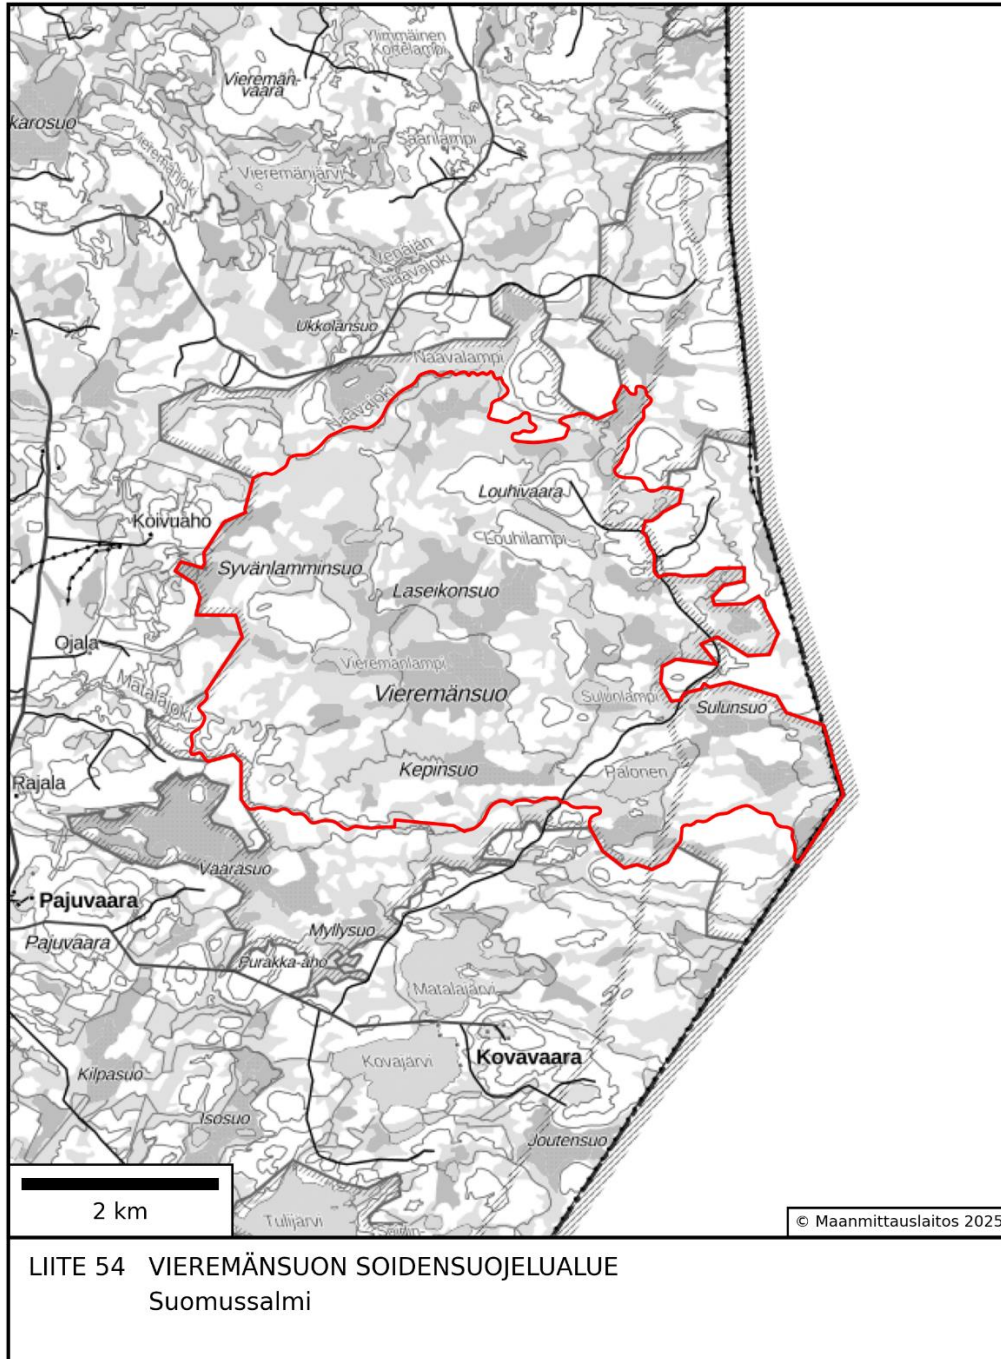 Ylimmäinen
Kortelampi
Vieremän-
vaara
karosuo
Vieremänjoki
Saarilampi
Vieremänjärvi
Venäjän
Naavajoki
Ukkolansuo
Naavalampi
Naavajoki
Louhivaara
Koivuaho
Louhilampi
Syvänlamminsuo
Laseikonsuo
Ojala
Vieremänlampi
Matalajoki
Vieremänsuo
Sulunlampi
Sulunsuo
Kepinsuo
Palonen
Rajala
Vaarasuo
Pajuvaara
Myllysuo
Pajuvaara
Purakka-aho
Matalajärvi
Kovajärvi
Kovavaara
Kilpasuo
Isosuo
Joutensuo
Tulijärvi
2 km
© Maanmittauslaitos 2025
LIITE 54 VIEREMÄNSUON SOIDENSUOJELUALUE
Suomussalmi